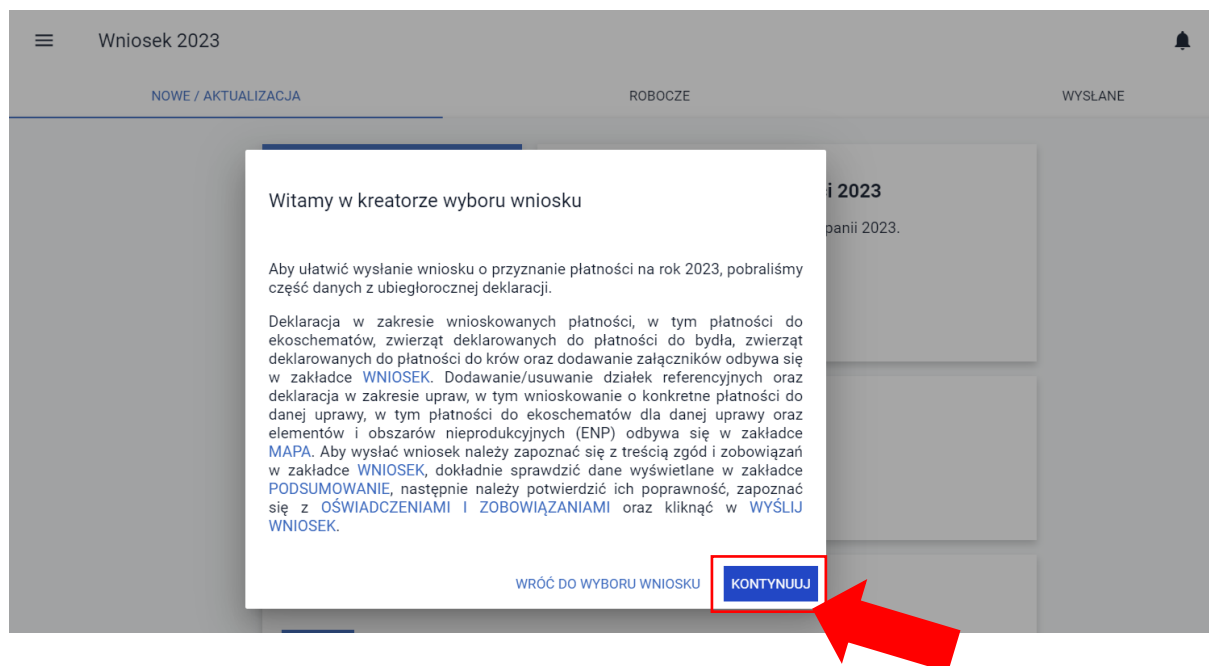 Wniosek 2023
NOWE / AKTUALIZACJA
ROBOCZE
WYSŁANE
i 2023
panii 2023.
Witamy w kreatorze wyboru wniosku
Aby ułatwić wysłanie wniosku o przyznanie płatności na rok 2023, pobraliśmy
część danych z ubiegłorocznej deklaracji.
Deklaracja w zakresie wnioskowanych płatności, w tym płatności do
ekoschematów, zwierząt deklarowanych do płatności do bydła, zwierząt
deklarowanych do płatności do krów oraz dodawanie załączników odbywa się
w zakładce WNIOSEK. Dodawanie/usuwanie działek referencyjnych oraz
deklaracja w zakresie upraw, w tym wnioskowanie o konkretne płatności do
danej uprawy, w tym płatności do ekoschematów dla danej uprawy oraz
elementów i obszarów nieprodukcyjnych (ENP) odbywa się w zakładce
MAPA. Aby wysłać wniosek należy zapoznać się z treścią zgód i zobowiązań
w zakładce WNIOSEK, dokładnie sprawdzić dane wyświetlane w zakładce
PODSUMOWANIE, następnie należy potwierdzić ich poprawność, zapoznać
się z OŚWIADCZENIAMI I ZOBOWIĄZANIAMI oraz kliknąć w WYŚLIJ
WNIOSEK.
WRÓĆ DO WYBORU WNIOSKU
KONTYNUUJ